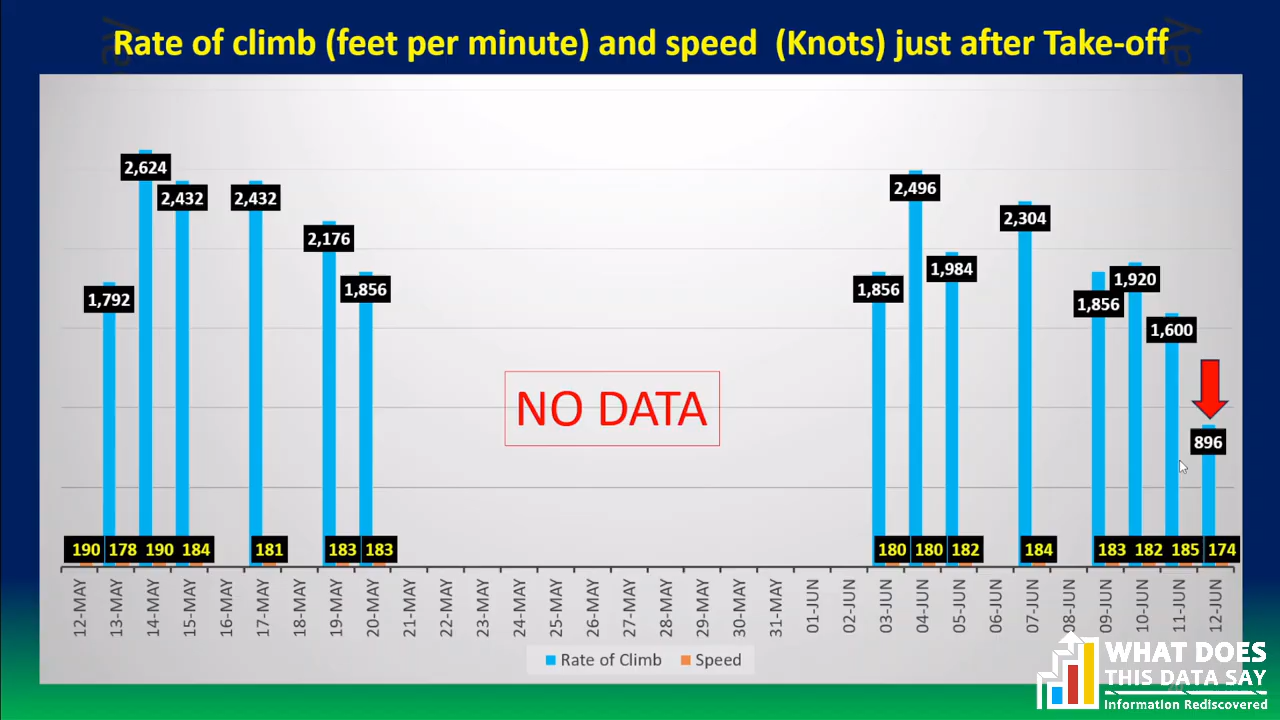 Rate of climb (feet per minute) and speed (Knots) just after Take-off
2,624
2,432
2,432
2,176
1,856
1,792
2,496
2,304
1,984
1,856
1,856
1,920
1,600
896
NO DATA
190 178 190 184 181 183 183 180 180 182 184 183 182 185 174
12-MAY 13-MAY 14-MAY 15-MAY 16-MAY 17-MAY 18-MAY 19-MAY 20-MAY 21-MAY 22-MAY 23-MAY 24-MAY 25-MAY 26-MAY 27-MAY 28-MAY 29-MAY 30-MAY 31-MAY 01-JUN 02-JUN 03-JUN 04-JUN 05-JUN 06-JUN 07-JUN 08-JUN 09-JUN 10-JUN 11-JUN 12-JUN
Rate of Climb Speed
WHAT DOES
THIS DATA SAY
Information Rediscovered